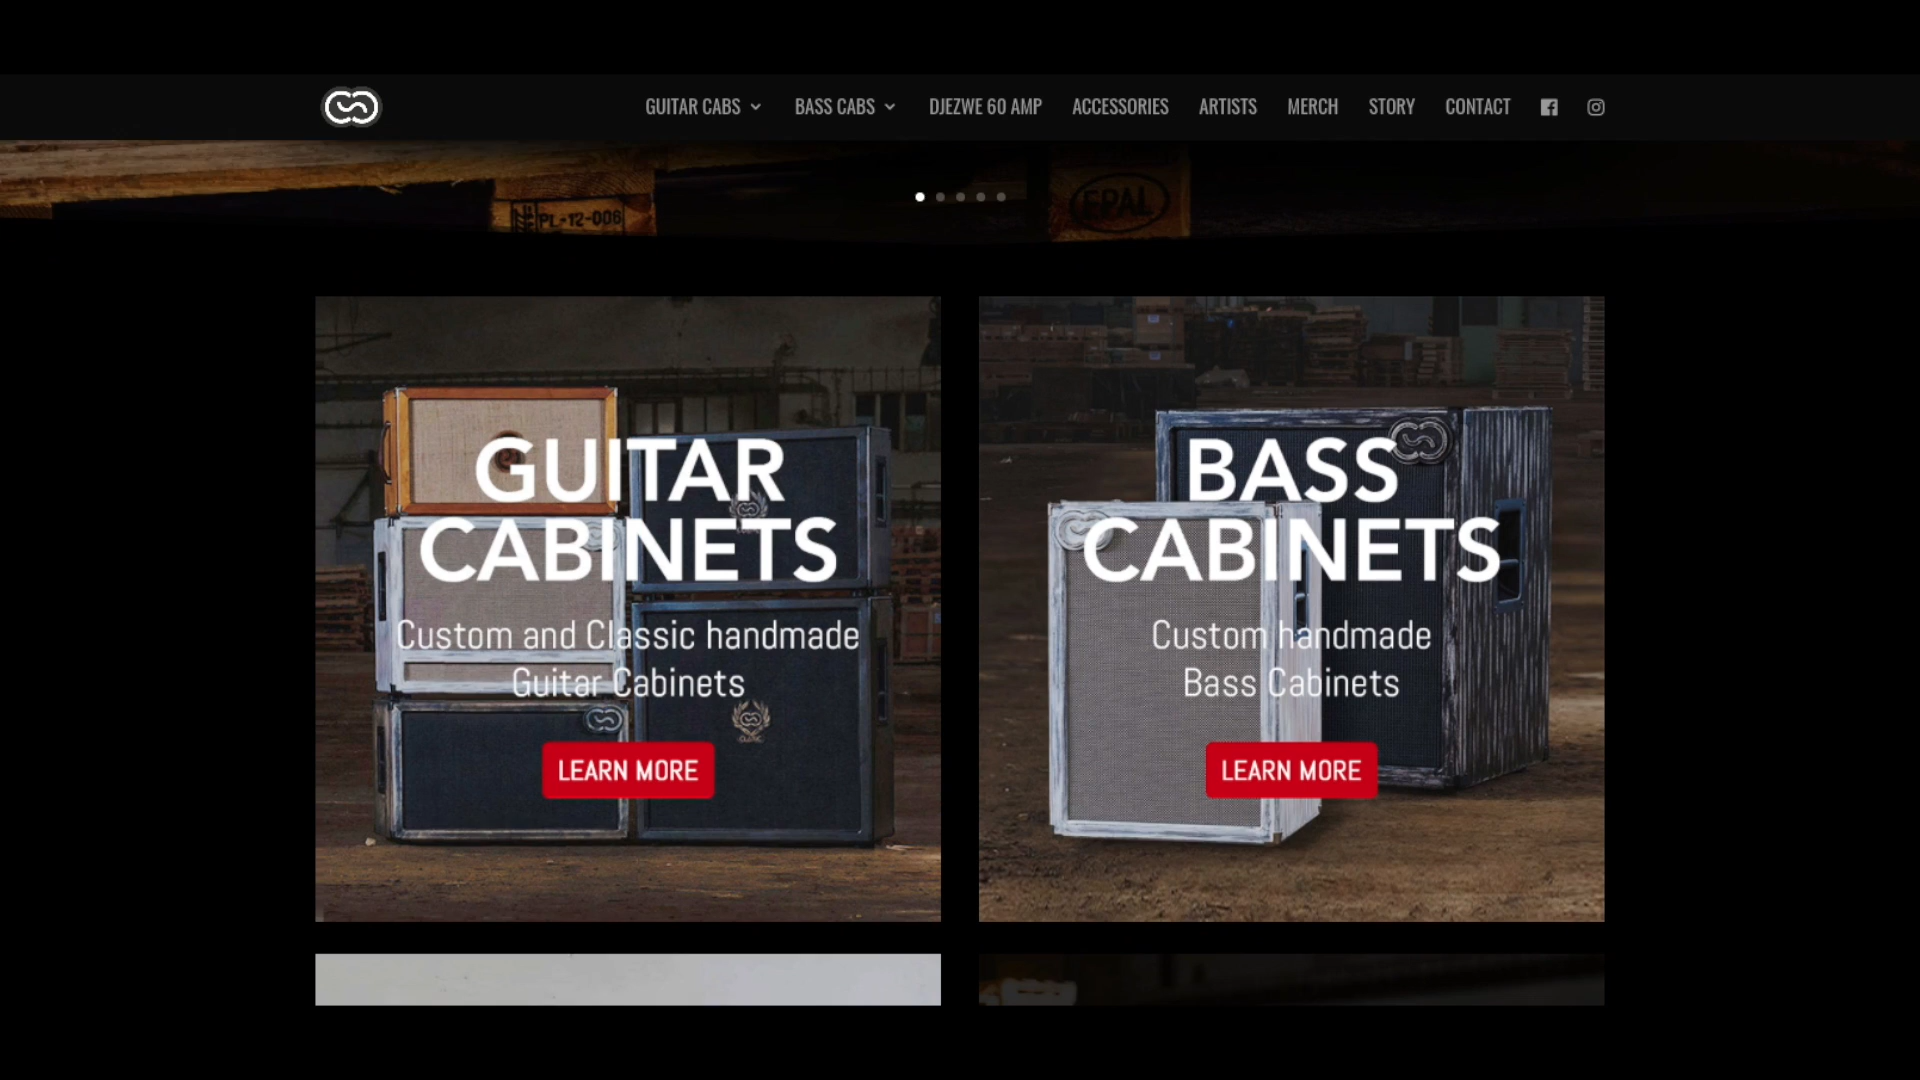 GUITAR CABS BASS CABS DJEZWE 60 AMP ACCESSORIES ARTISTS MERCH STORY CONTACT
PL-12-006
EPAL
GUITAR
CABINETS
Custom and Classic handmade
Guitar Cabinets
LEARN MORE
BASS
CABINETS
Custom handmade
Bass Cabinets
LEARN MORE